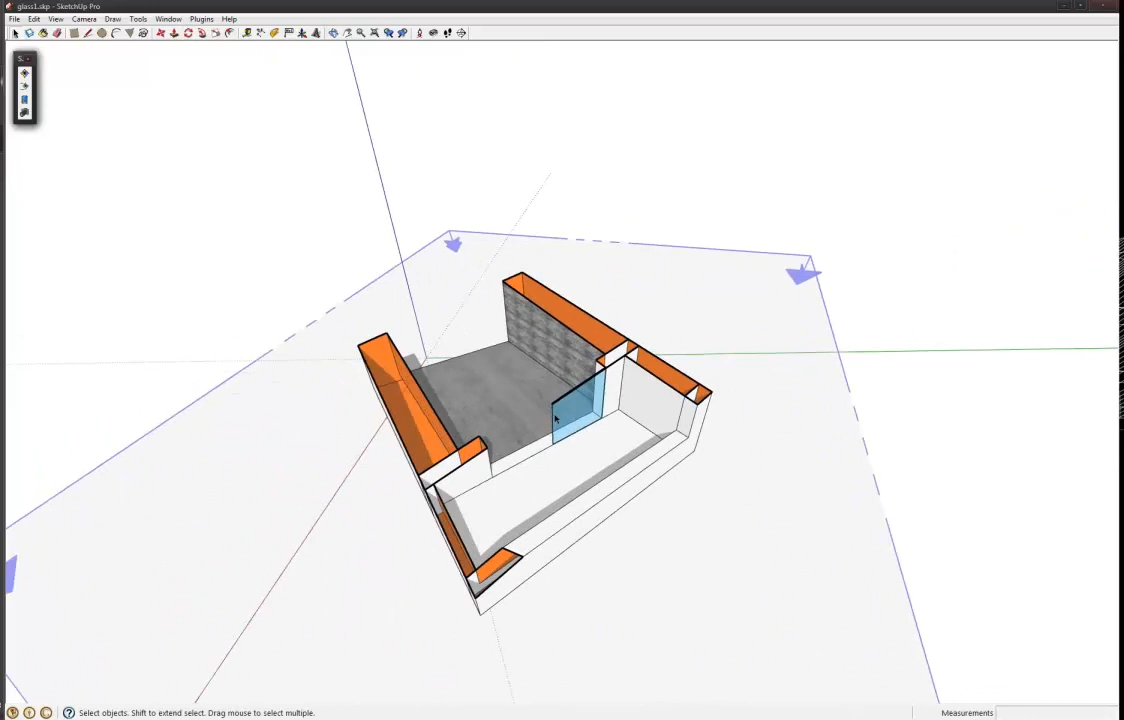 glass1.skp - SketchUp Pro
File Edit View Camera Draw Tools Window Plugins Help
S...
Select objects. Shift to extend select. Drag mouse to select multiple.
Measurements